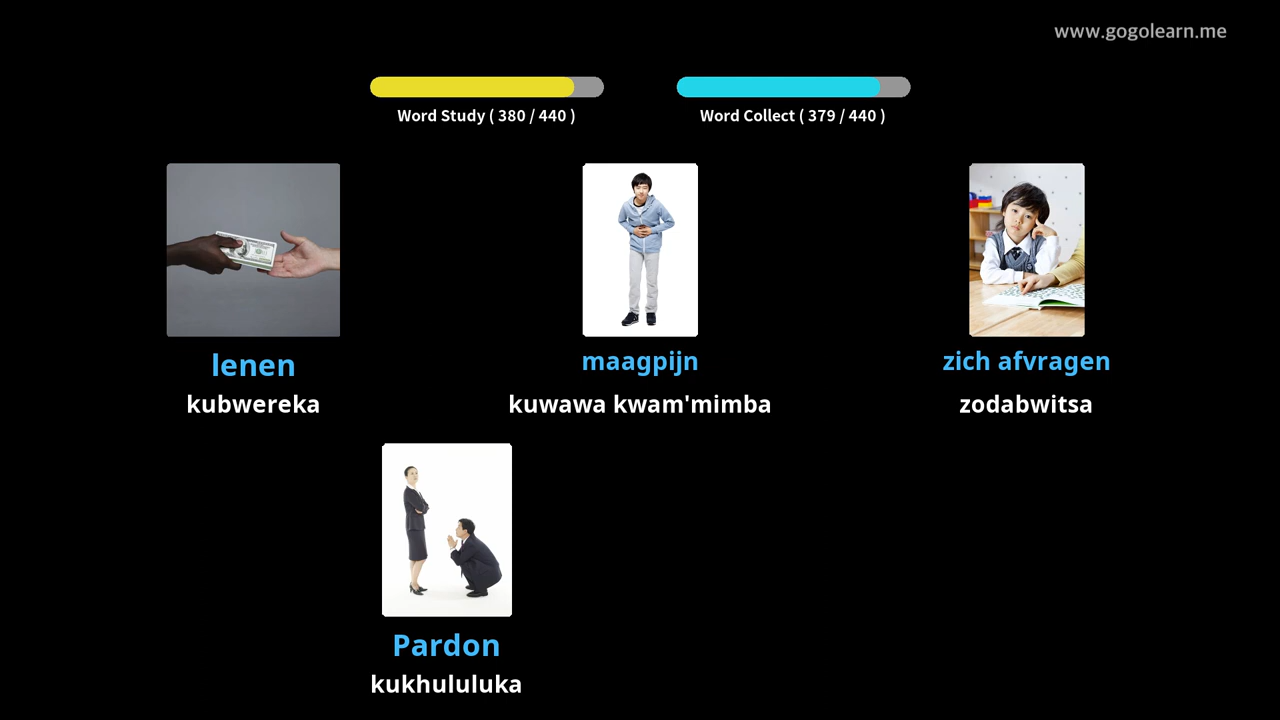 www.gogolearn.me
Word Study ( 380 / 440 )
Word Collect ( 379 / 440 )
lenen
maagpijn
zich afvragen
kubwereka
kuwawa kwam'mimba
zodabwitsa
Pardon
kukhululuka